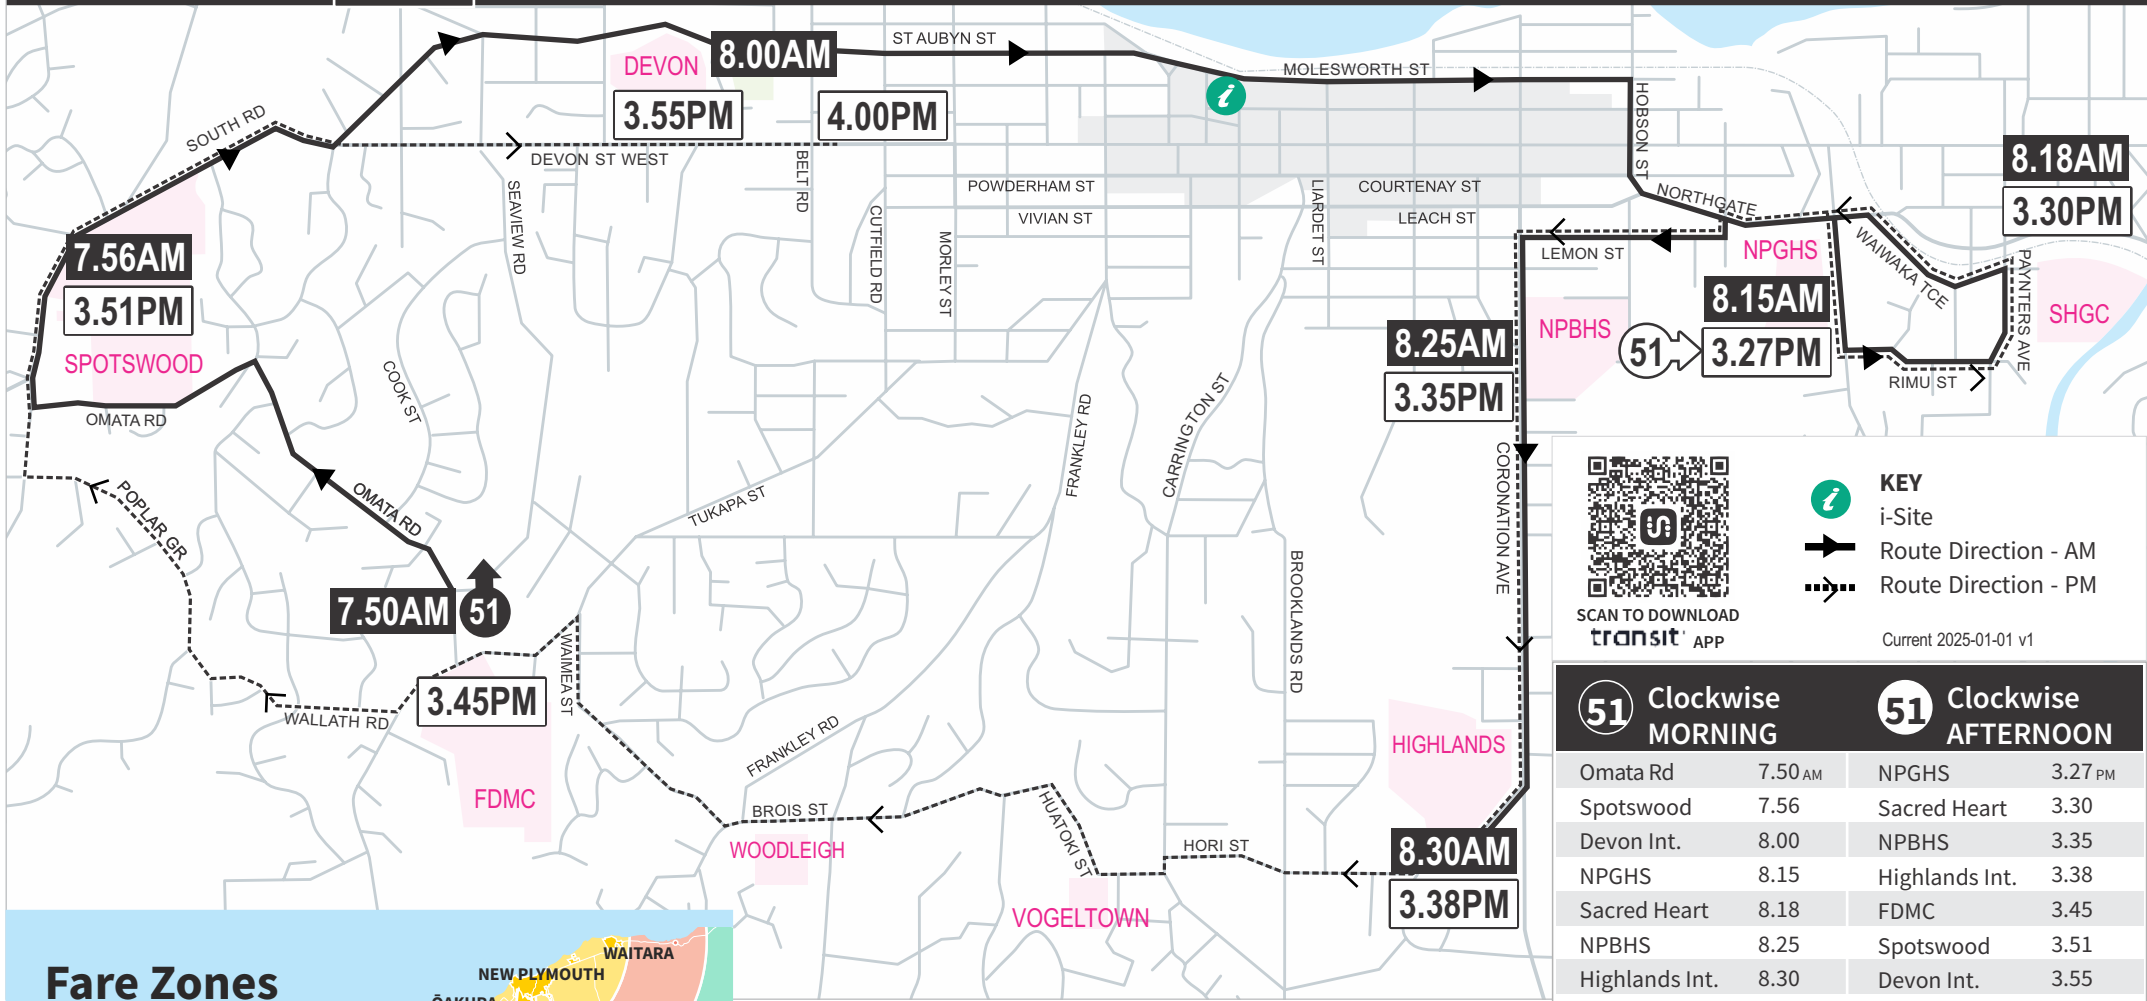 ST AUBYN ST
MOLESWORTH ST
DEVON
8.00AM
3.55PM
4.00PM
SOUTH RD
DEVON ST WEST
HOBSON ST
8.18AM
3.30PM
BELT RD
POWDERHAM ST
COURTENAY ST
NORTHGATE
VIVIAN ST
LEACH ST
LIARDET ST
SEAVIEW RD
CUTFIELD RD
MORLEY ST
LEMON ST
NPGHS
WAIWAKA TCE
PAYNTERS AVE
SHGC
7.56AM
3.51PM
SPOTSWOOD
8.15AM
51
3.27PM
NPBHS
8.25AM
3.35PM
RIMU ST
OMATA RD
COOK ST
FRANKLEY RD
CARRINGTON ST
CORONATION AVE
POPLAR GR
OMATA RD
TUKAPA ST
BROOKLANDS RD
7.50AM
51
WAIMEA ST
3.45PM
WALLATH RD
FDMC
FRANKLEY RD
BROIS ST
WOODLEIGH
HUATOKI ST
VOGELTOWN
HORI ST
HIGHLANDS
8.30AM
3.38PM
SCAN TO DOWNLOAD
transit APP
KEY
i-Site
Route Direction - AM
Route Direction - PM
Current 2025-01-01 v1
51 Clockwise MORNING
51 Clockwise AFTERNOON
Omata Rd 7.50 AM NPGHS 3.27 PM
Spotswood 7.56 Sacred Heart 3.30
Devon Int. 8.00 NPBHS 3.35
NPGHS 8.15 Highlands Int. 3.38
Sacred Heart 8.18 FDMC 3.45
NPBHS 8.25 Spotswood 3.51
Highlands Int. 8.30 Devon Int. 3.55
Fare Zones
WAITARA
NEW PLYMOUTH